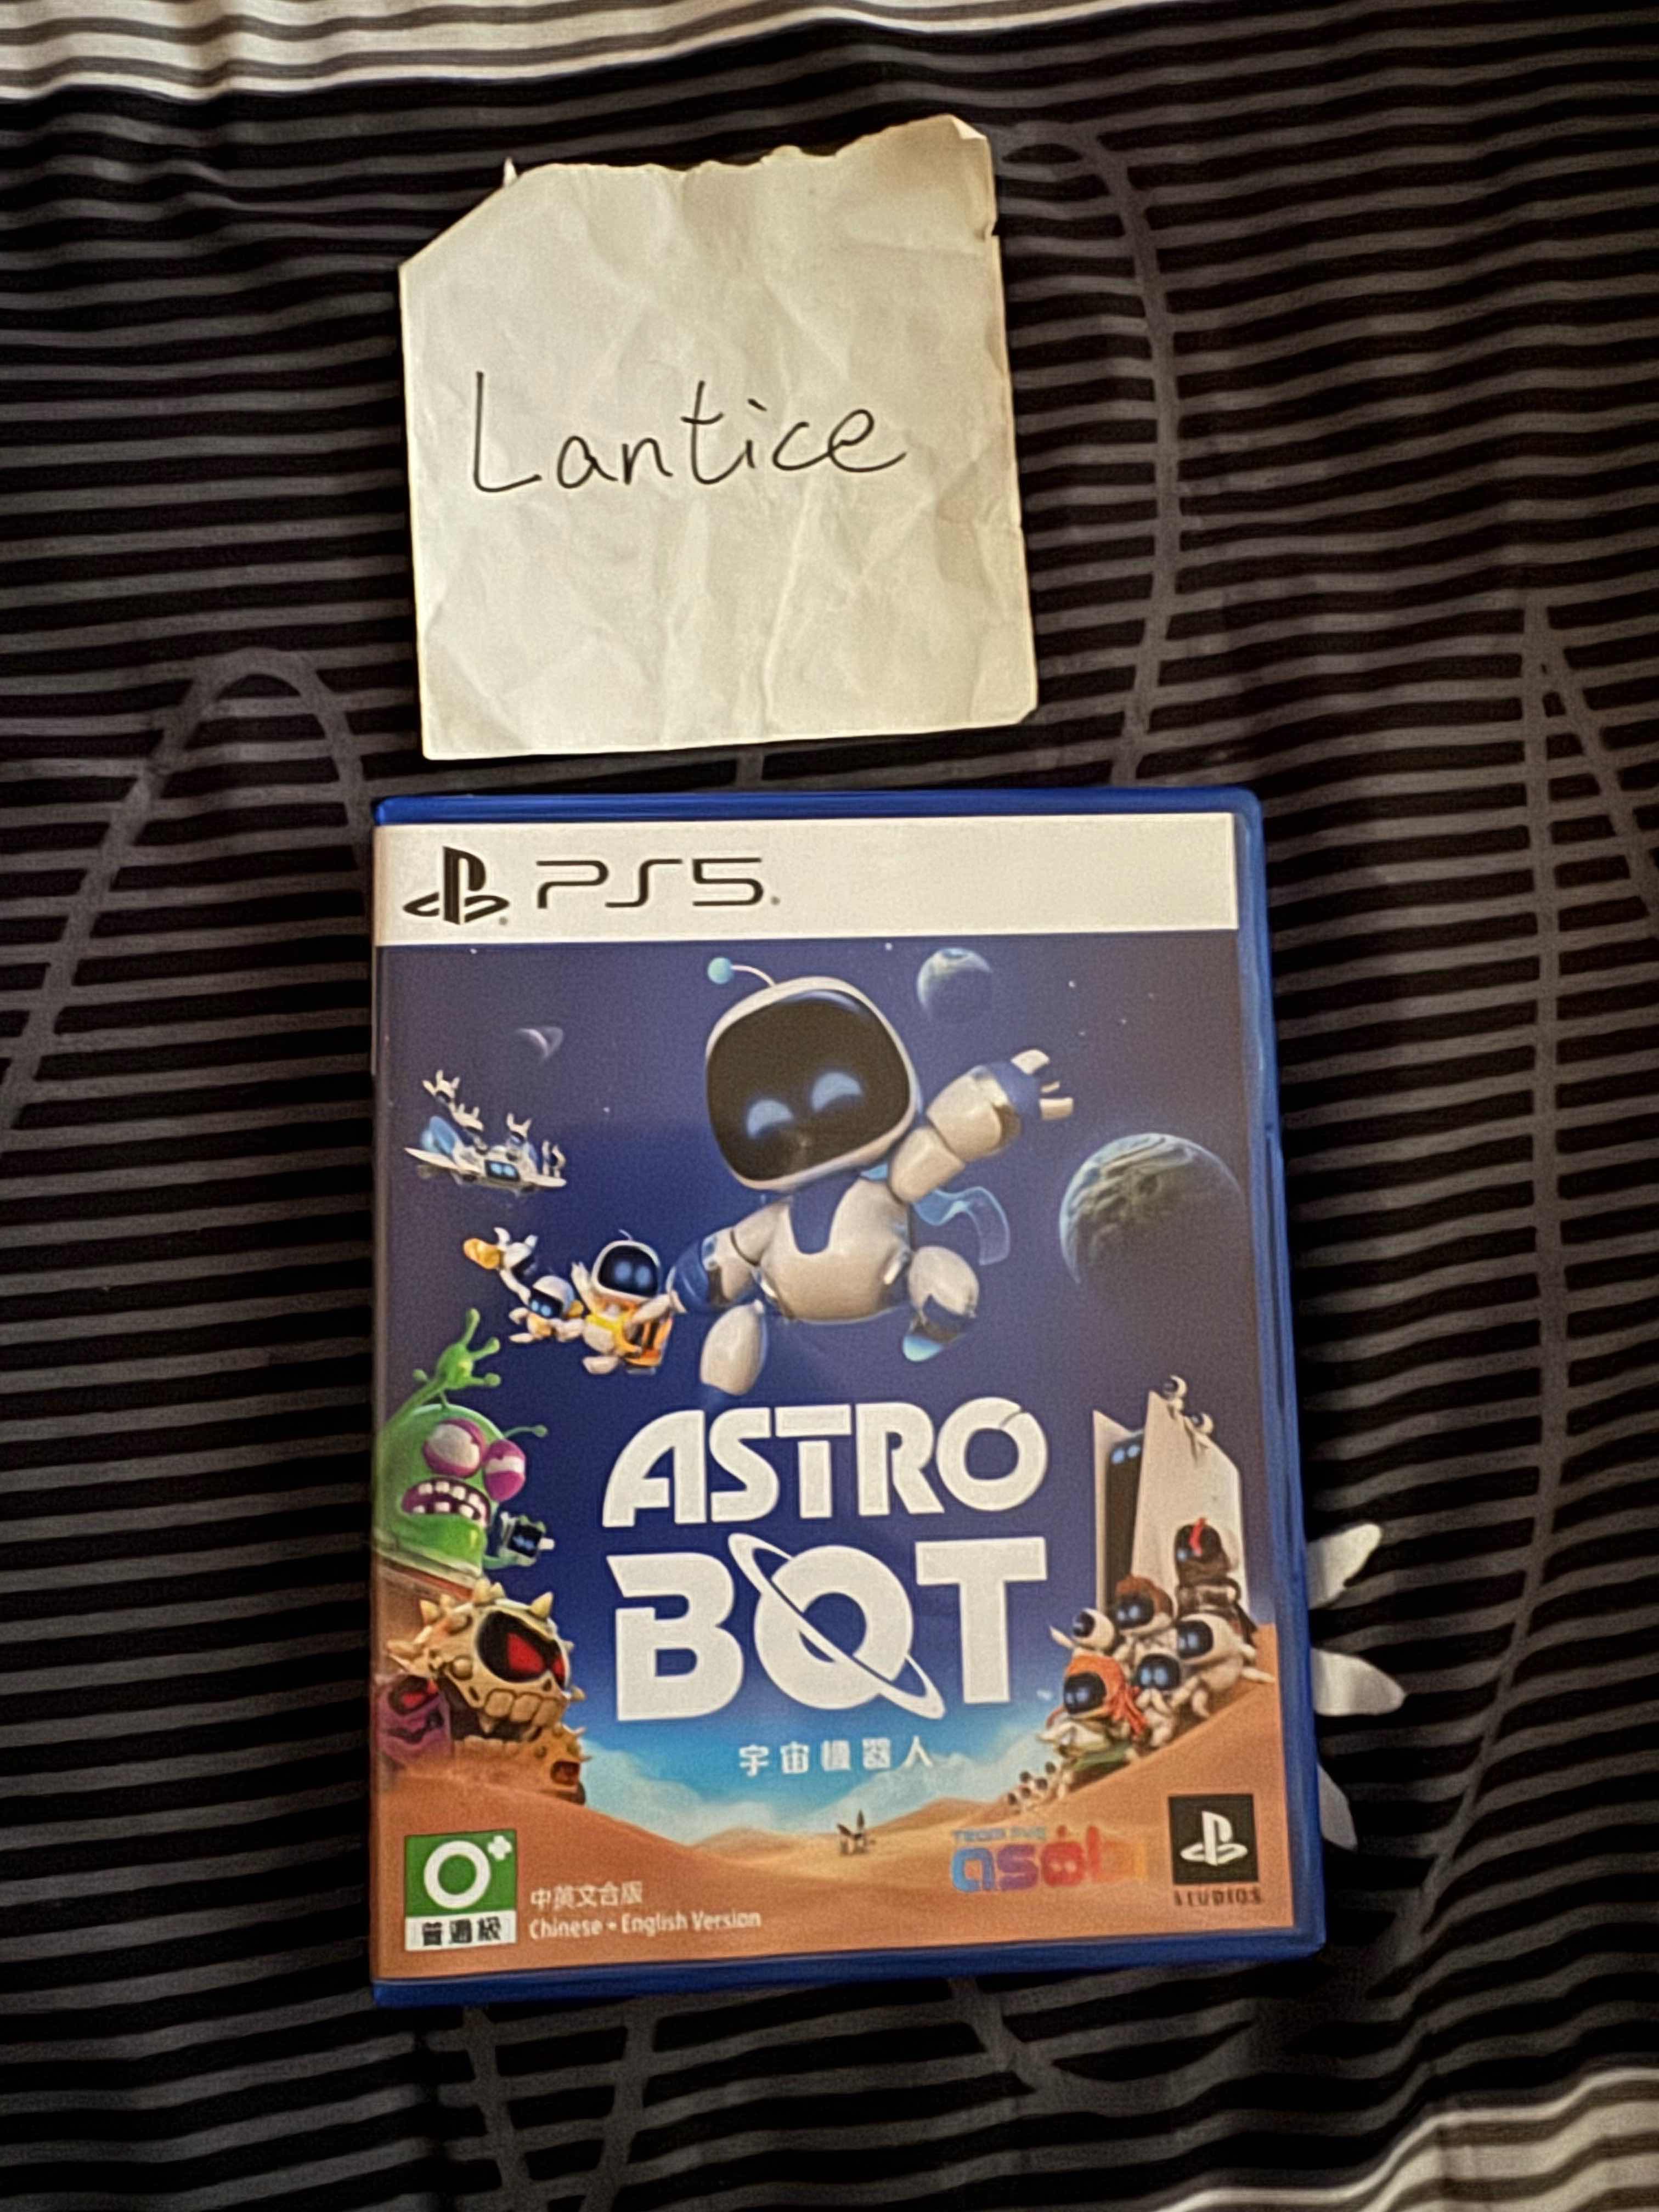 Lantice
PS5
ASTRO
BOT
宇宙機器人
TEAM
asobi
普遍級
中英文合版
Chinese • English Version
STUDIOS